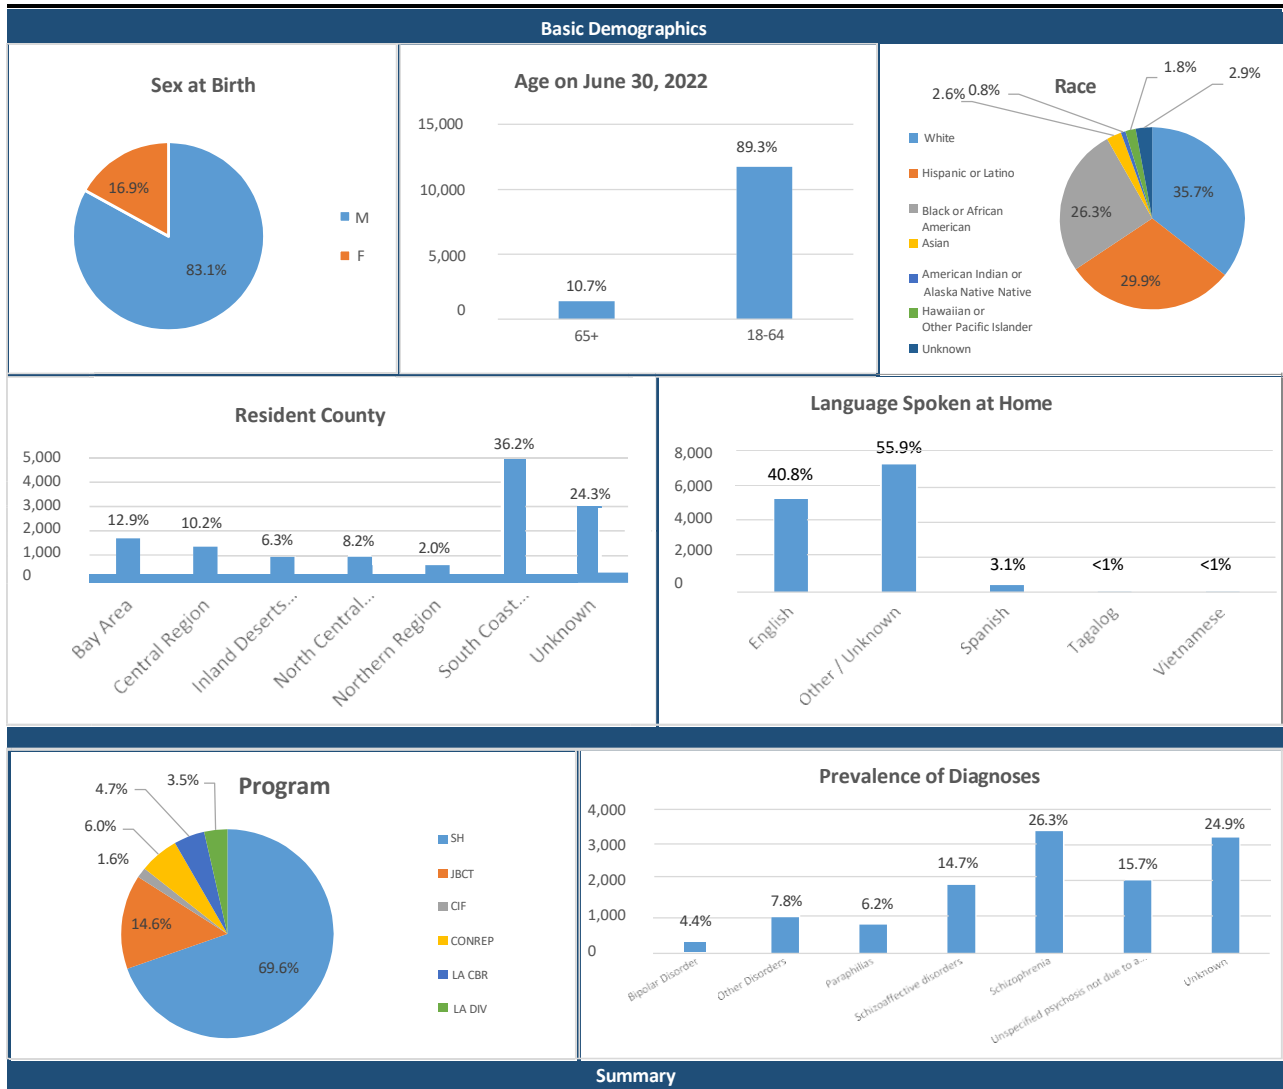 Basic Demographics
Sex at Birth
16.9%
83.1%
M
F
Age on June 30, 2022
15,000
10,000
5,000
0
10.7%
89.3%
65+
18-64
Race
2.6%
0.8%
1.8%
2.9%
35.7%
26.3%
29.9%
White
Hispanic or Latino
Black or African
American
Asian
American Indian or
Alaska Native Native
Hawaiian or
Other Pacific Islander
Unknown
Resident County
5,000
4,000
3,000
2,000
1,000
0
12.9%
10.2%
6.3%
8.2%
2.0%
36.2%
24.3%
Bay Area
Central Region
Inland Deserts...
North Central...
Northern Region
South Coast...
Unknown
Language Spoken at Home
8,000
6,000
4,000
2,000
0
40.8%
55.9%
3.1%
<1%
<1%
English
Other / Unknown
Spanish
Tagalog
Vietnamese
Program
3.5%
4.7%
6.0%
1.6%
14.6%
69.6%
SH
JBCT
CIF
CONREP
LA CBR
LA DIV
Prevalence of Diagnoses
4,000
3,000
2,000
1,000
0
4.4%
7.8%
6.2%
14.7%
26.3%
15.7%
24.9%
Bipolar Disorder
Other Disorders
Paraphilias
Schizoaffective disorders
Schizophrenia
Unspecified psychosis not due to a...
Unknown
Summary